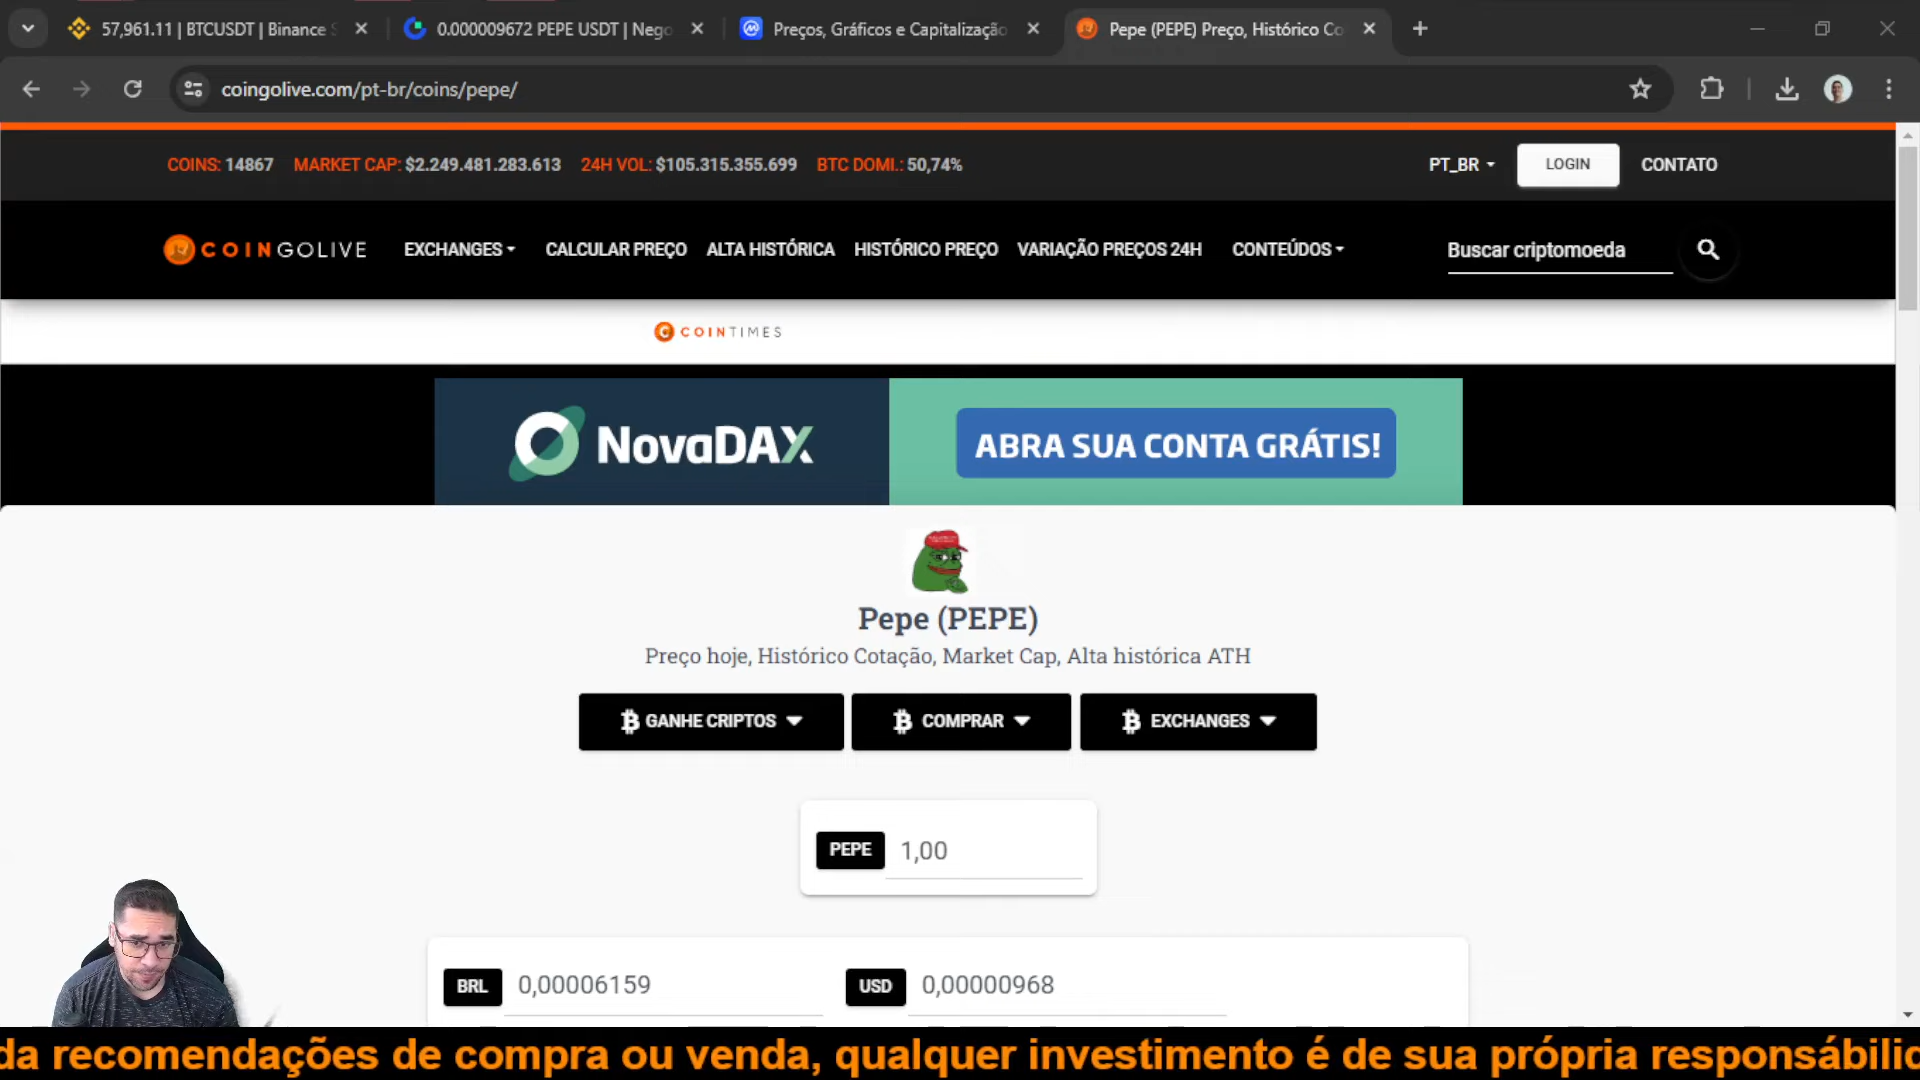 57,961.11 | BTCUSDT | Binance S
0.000009672 PEPE USDT | Nego
Preços, Gráficos e Capitalização
Pepe (PEPE) Preço, Histórico Co
coingolive.com/pt-br/coins/pepe/
COINS: 14867 MARKET CAP: $2.249.481.283.613 24H VOL: $105.315.355.699 BTC DOMI.: 50,74%
PT_BR LOGIN CONTATO
COINGOLIVE EXCHANGES CALCULAR PREÇO ALTA HISTÓRICA HISTÓRICO PREÇO VARIAÇÃO PREÇOS 24H CONTEÚDOS Buscar criptomoeda
COINTIMES
NovaDAX ABRA SUA CONTA GRÁTIS!
Pepe (PEPE)
Preço hoje, Histórico Cotação, Market Cap, Alta histórica ATH
GANHE CRIPTOS COMPRAR EXCHANGES
PEPE 1,00
BRL 0,00006159 USD 0,00000968
da recomendações de compra ou venda, qualquer investimento é de sua própria responsábilic